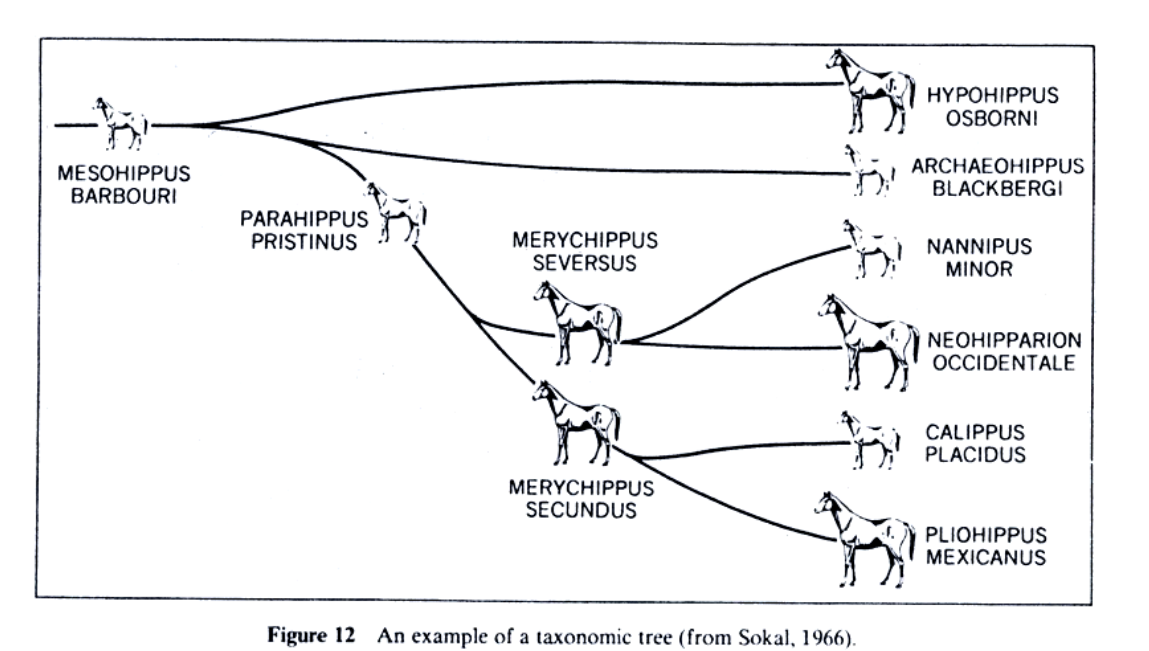 HYPOHIPPUS
OSBORNI
MESOHIPPUS
BARBOURI
ARCHAEOHIPPUS
BLACKBERGI
PARAHIPPUS
PRISTINUS
MERYCHIPPUS
SEVERSUS
NANNIPUS
MINOR
NEOHIPPARION
OCCIDENTALE
MERYCHIPPUS
SECUNDUS
CALIPPUS
PLACIDUS
PLIOHIPPUS
MEXICANUS
Figure 12 An example of a taxonomic tree (from Sokal, 1966).